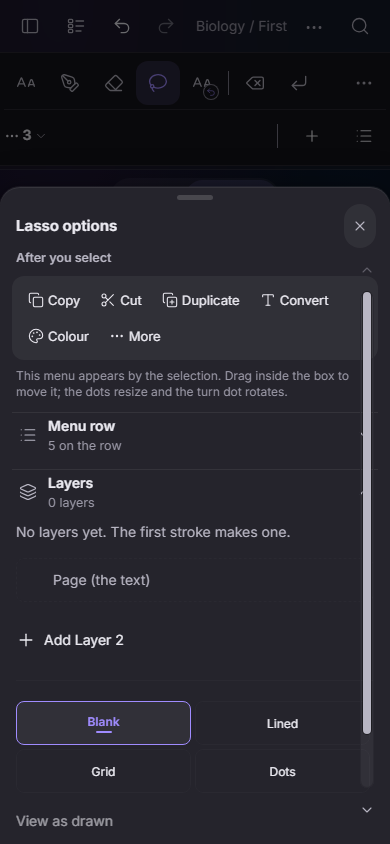 Biology / First
AA
AA
3
Lasso options
After you select
Copy Cut Duplicate Convert
Colour More
This menu appears by the selection. Drag inside the box to
move it; the dots resize and the turn dot rotates.
Menu row
5 on the row
Layers
0 layers
No layers yet. The first stroke makes one.
Page (the text)
Add Layer 2
Blank Lined
Grid Dots
View as drawn